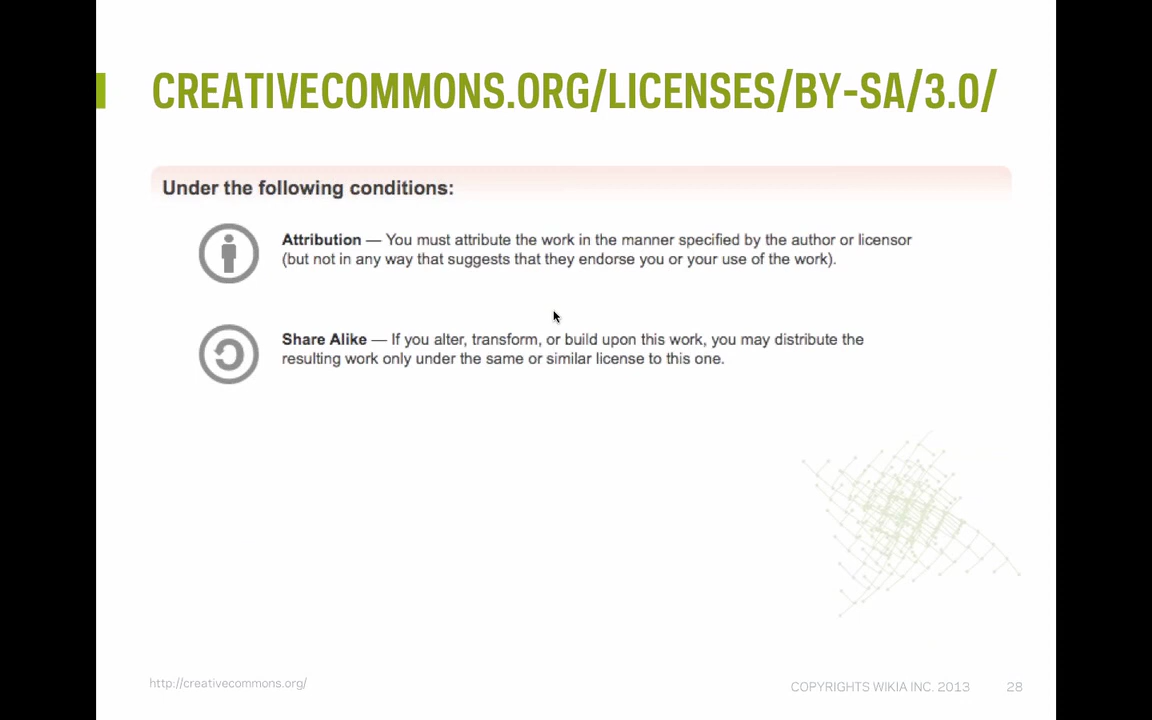 CREATIVECOMMONS.ORG/LICENSES/BY-SA/3.0/
Under the following conditions:
Attribution — You must attribute the work in the manner specified by the author or licensor
(but not in any way that suggests that they endorse you or your use of the work).
Share Alike — If you alter, transform, or build upon this work, you may distribute the
resulting work only under the same or similar license to this one.
http://creativecommons.org/
COPYRIGHTS WIKIA INC. 2013 28